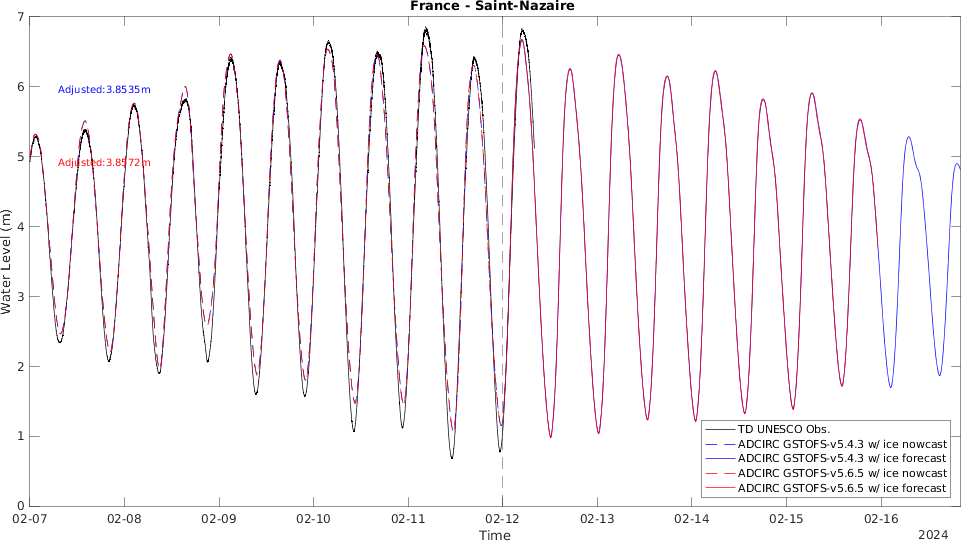 France - Saint-Nazaire
7
6
5
4
3
2
1
0
Water Level (m)
Adjusted:3.8535m
Adjusted:3.8572m
TD UNESCO Obs.
ADCIRC GSTOFS-v5.4.3 w/ ice nowcast
ADCIRC GSTOFS-v5.4.3 w/ ice forecast
ADCIRC GSTOFS-v5.6.5 w/ ice nowcast
ADCIRC GSTOFS-v5.6.5 w/ ice forecast
02-07 02-08 02-09 02-10 02-11 02-12 02-13 02-14 02-15 02-16
Time
2024